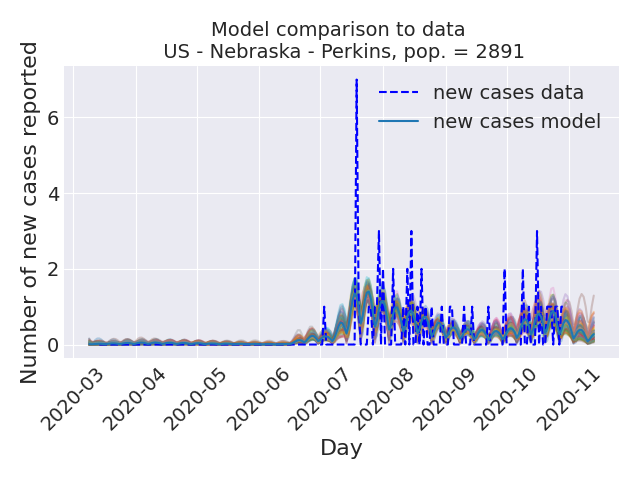 Model comparison to data
US - Nebraska - Perkins, pop. = 2891
Number of new cases reported
6
4
2
0
new cases data
new cases model
2020-03
2020-04
2020-05
2020-06
2020-07
2020-08
2020-09
2020-10
2020-11
Day